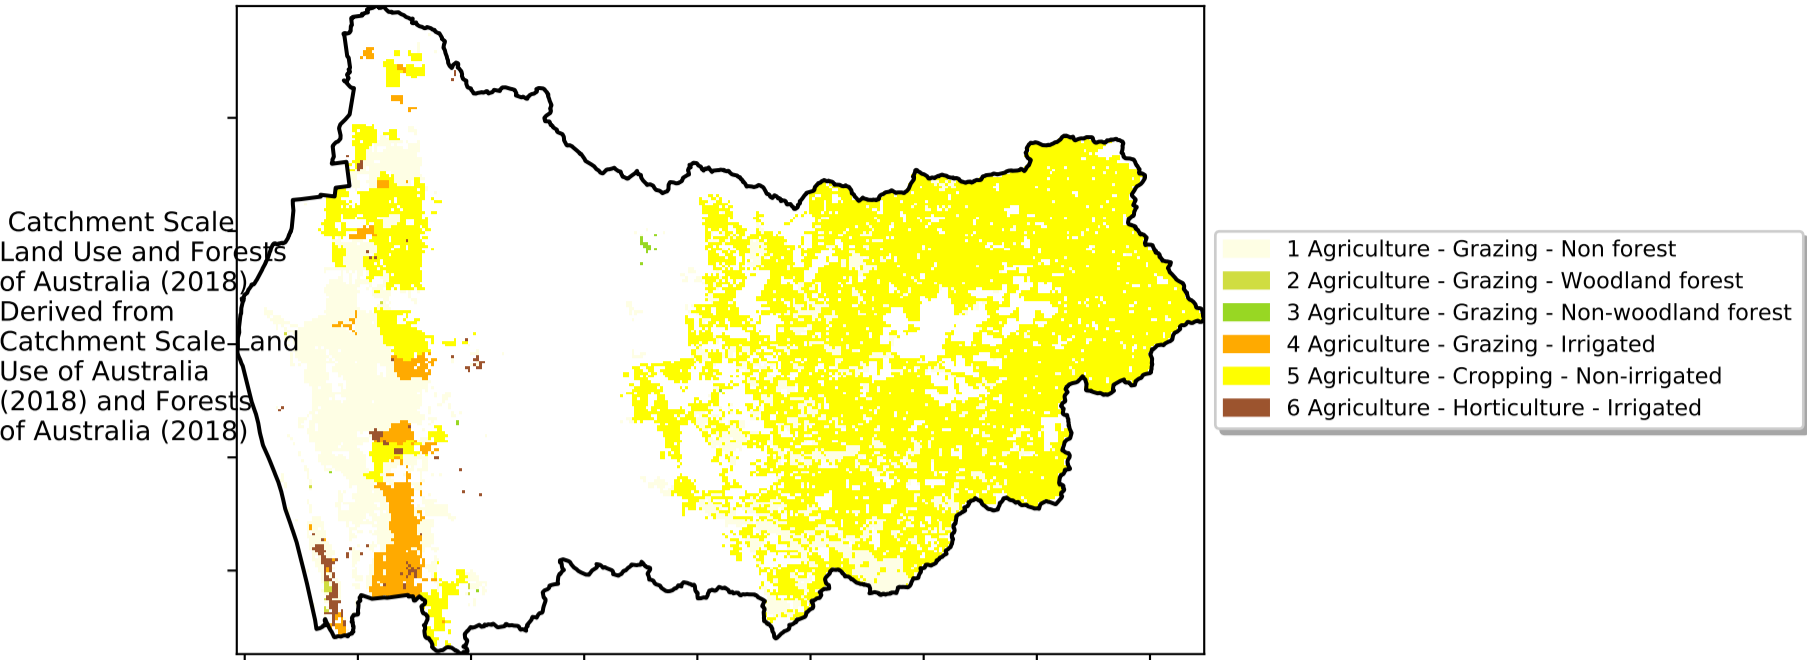 Catchment Scale
Land Use and Forests
of Australia (2018)
Derived from
Catchment Scale Land
Use of Australia
(2018) and Forests
of Australia (2018)
1 Agriculture - Grazing - Non forest
2 Agriculture - Grazing - Woodland forest
3 Agriculture - Grazing - Non-woodland forest
4 Agriculture - Grazing - Irrigated
5 Agriculture - Cropping - Non-irrigated
6 Agriculture - Horticulture - Irrigated